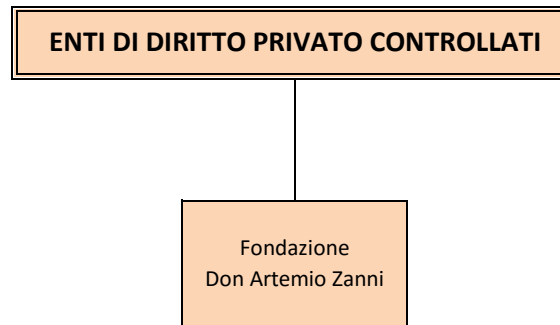 ENTI DI DIRITTO PRIVATO CONTROLLATI
Fondazione
Don Artemio Zanni